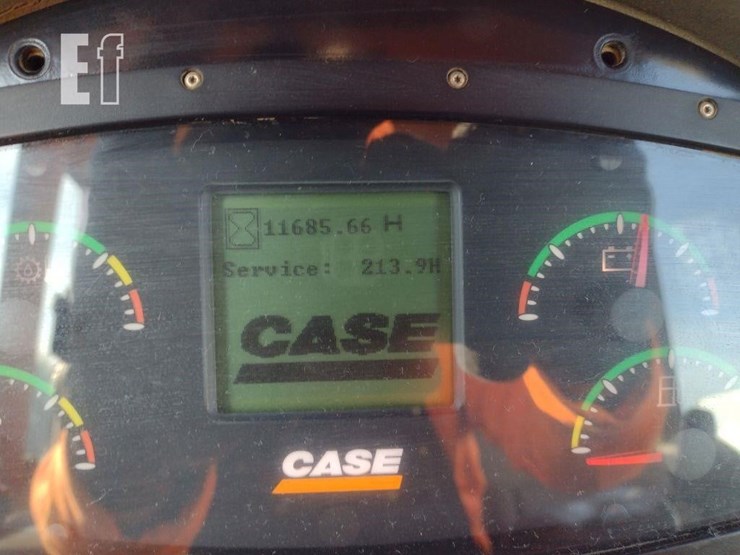 Ef
11685.66 H
Service: 213.9H
CASE
CASE